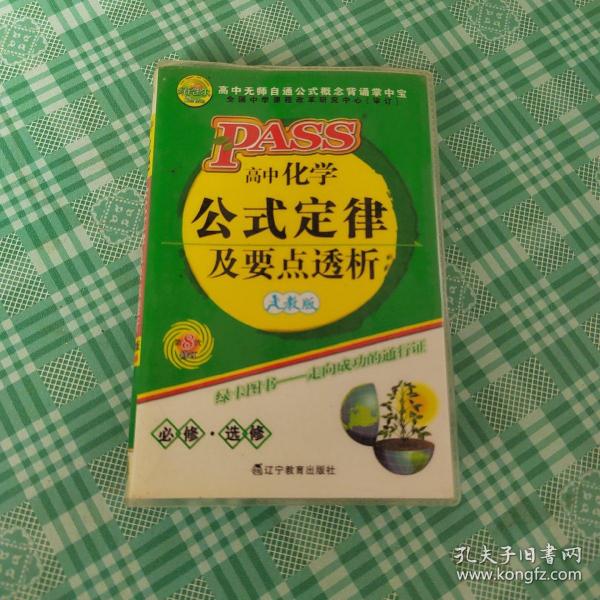 高中无师自通公式概念背诵掌中宝
全国中学课程改革研究中心(审订)
PASS
高中化学
公式定律
及要点透析
人教版
第8次
绿卡图书——走向成功的通行证
必修·选修
辽宁教育出版社
孔夫子旧书网
www.kongfz.com